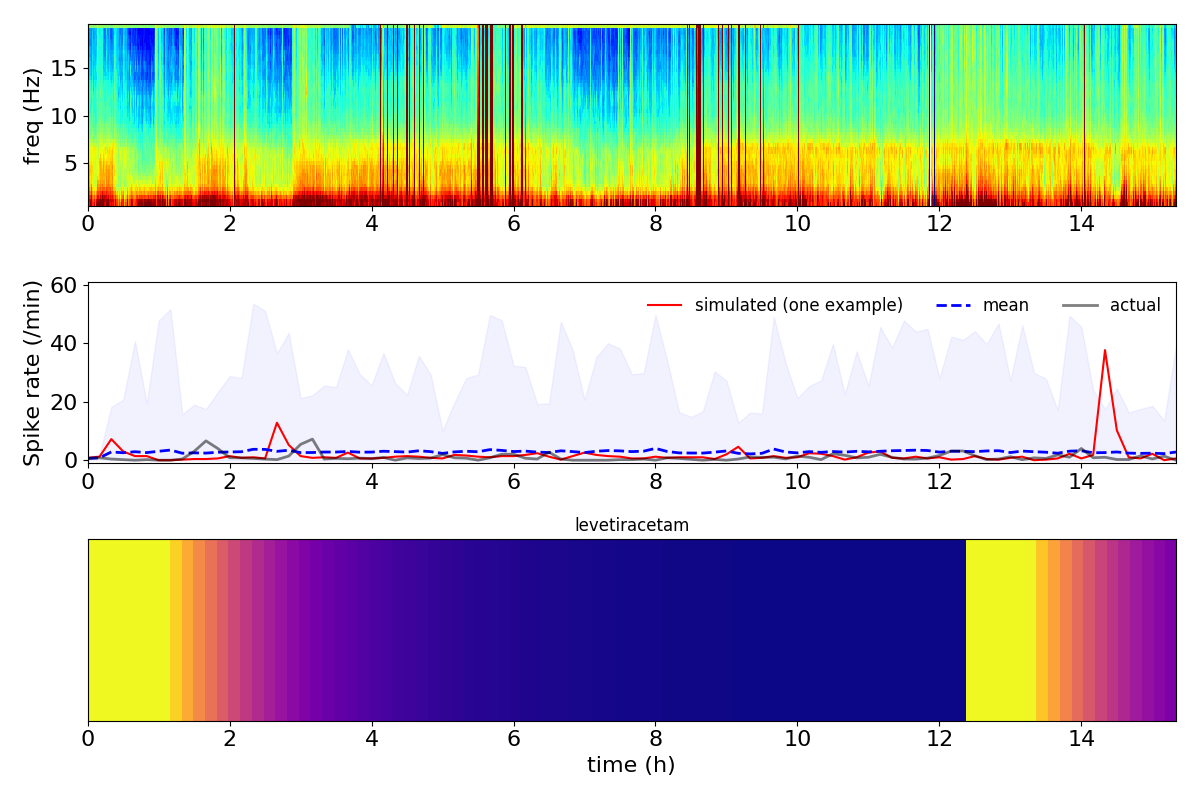 freq (Hz)
15
10
5
0 2 4 6 8 10 12 14
Spike rate (/min)
60
40
20
0
simulated (one example) mean actual
0 2 4 6 8 10 12 14
levetiracetam
0 2 4 6 8 10 12 14
time (h)